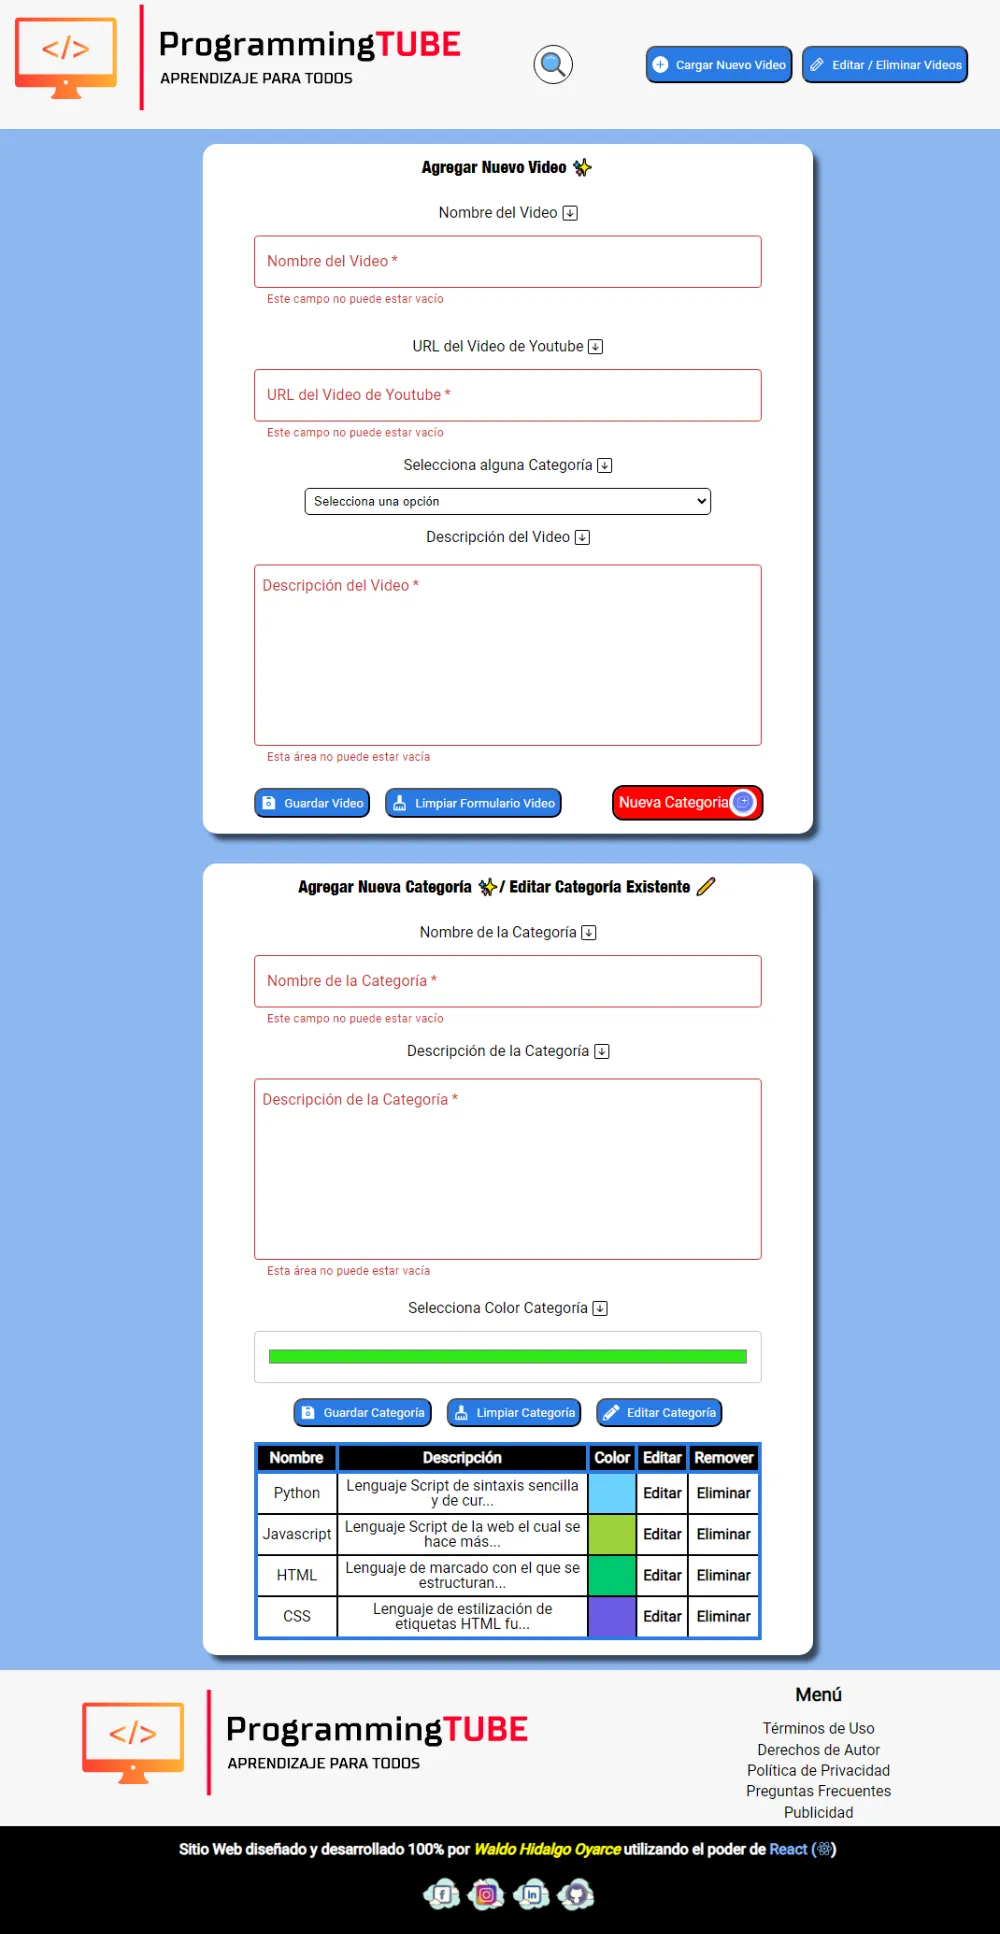 </>
ProgrammingTUBE
APRENDIZAJE PARA TODOS
Cargar Nuevo Video
Editar / Eliminar Videos
Agregar Nuevo Video ✨
Nombre del Video
Nombre del Video *
Este campo no puede estar vacío
URL del Video de Youtube
URL del Video de Youtube *
Este campo no puede estar vacío
Selecciona alguna Categoría
Selecciona una opción
Descripción del Video
Descripción del Video *
Esta área no puede estar vacía
Guardar Video
Limpiar Formulario Video
Nueva Categoria
Agregar Nueva Categoría ✨/ Editar Categoría Existente ✏️
Nombre de la Categoría
Nombre de la Categoría *
Este campo no puede estar vacío
Descripción de la Categoría
Descripción de la Categoría *
Esta área no puede estar vacía
Selecciona Color Categoría
Guardar Categoría
Limpiar Categoría
Editar Categoría
Nombre Descripción Color Editar Remover
Python Lenguaje Script de sintaxis sencilla y de cur... Editar Eliminar
Javascript Lenguaje Script de la web el cual se hace más... Editar Eliminar
HTML Lenguaje de marcado con el que se estructuran... Editar Eliminar
CSS Lenguaje de estilización de etiquetas HTML fu... Editar Eliminar
</>
ProgrammingTUBE
APRENDIZAJE PARA TODOS
Menú
Términos de Uso
Derechos de Autor
Política de Privacidad
Preguntas Frecuentes
Publicidad
Sitio Web diseñado y desarrollado 100% por Waldo Hidalgo Oyarce utilizando el poder de React (⚛)